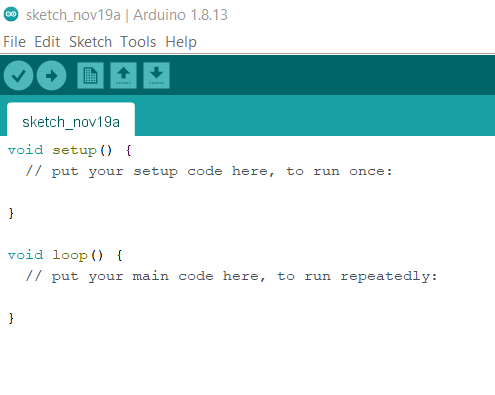 sketch_nov19a | Arduino 1.8.13
File Edit Sketch Tools Help
sketch_nov19a
void setup() {
  // put your setup code here, to run once:

}

void loop() {
  // put your main code here, to run repeatedly:

}